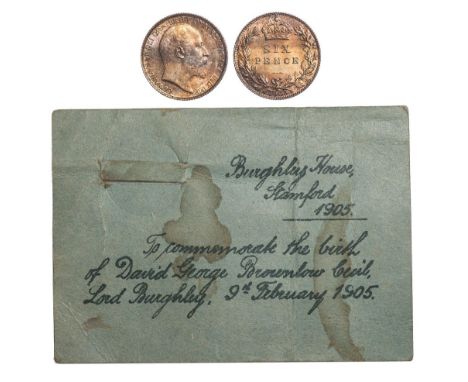 SIX
PENCE
Burghley House,
Stamford
1905.
To commemorate the birth
of David George Brownlow Cecil,
Lord Burghley, 9th February 1905.